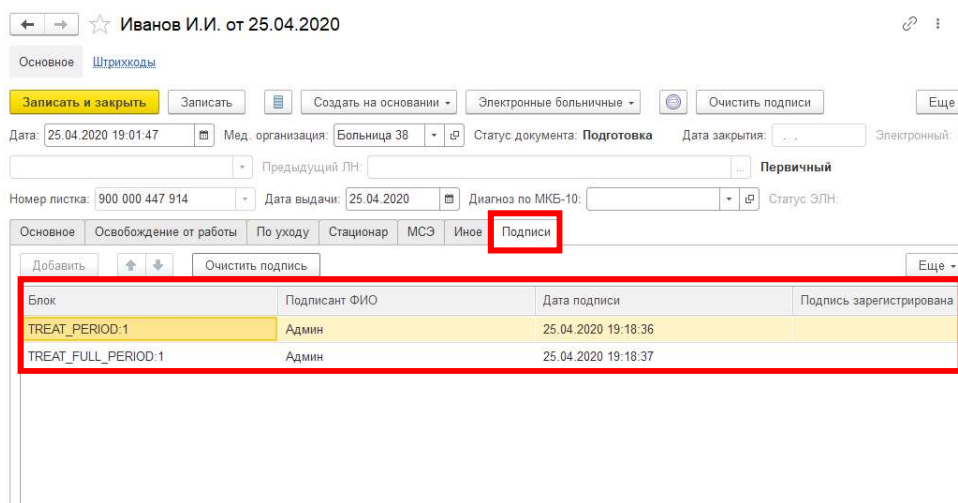 Иванов И.И. от 25.04.2020
Основное Штрихкоды
Записать и закрыть Записать Создать на основании Электронные больничные Очистить подписи Еще
Дата: 25.04.2020 19:01:47 Мед. организация: Больница 38 Статус документа: Подготовка Дата закрытия: . . Электронный:
Предыдущий ЛН: ... Первичный
Номер листка: 900 000 447 914 Дата выдачи: 25.04.2020 Диагноз по МКБ-10: Статус ЭЛН:
Основное Освобождение от работы По уходу Стационар МСЭ Иное Подписи
Добавить Очистить подпись Еще
Блок Подписант ФИО Дата подписи Подпись зарегистрирована
TREAT_PERIOD:1 Админ 25.04.2020 19:18:36
TREAT_FULL_PERIOD:1 Админ 25.04.2020 19:18:37